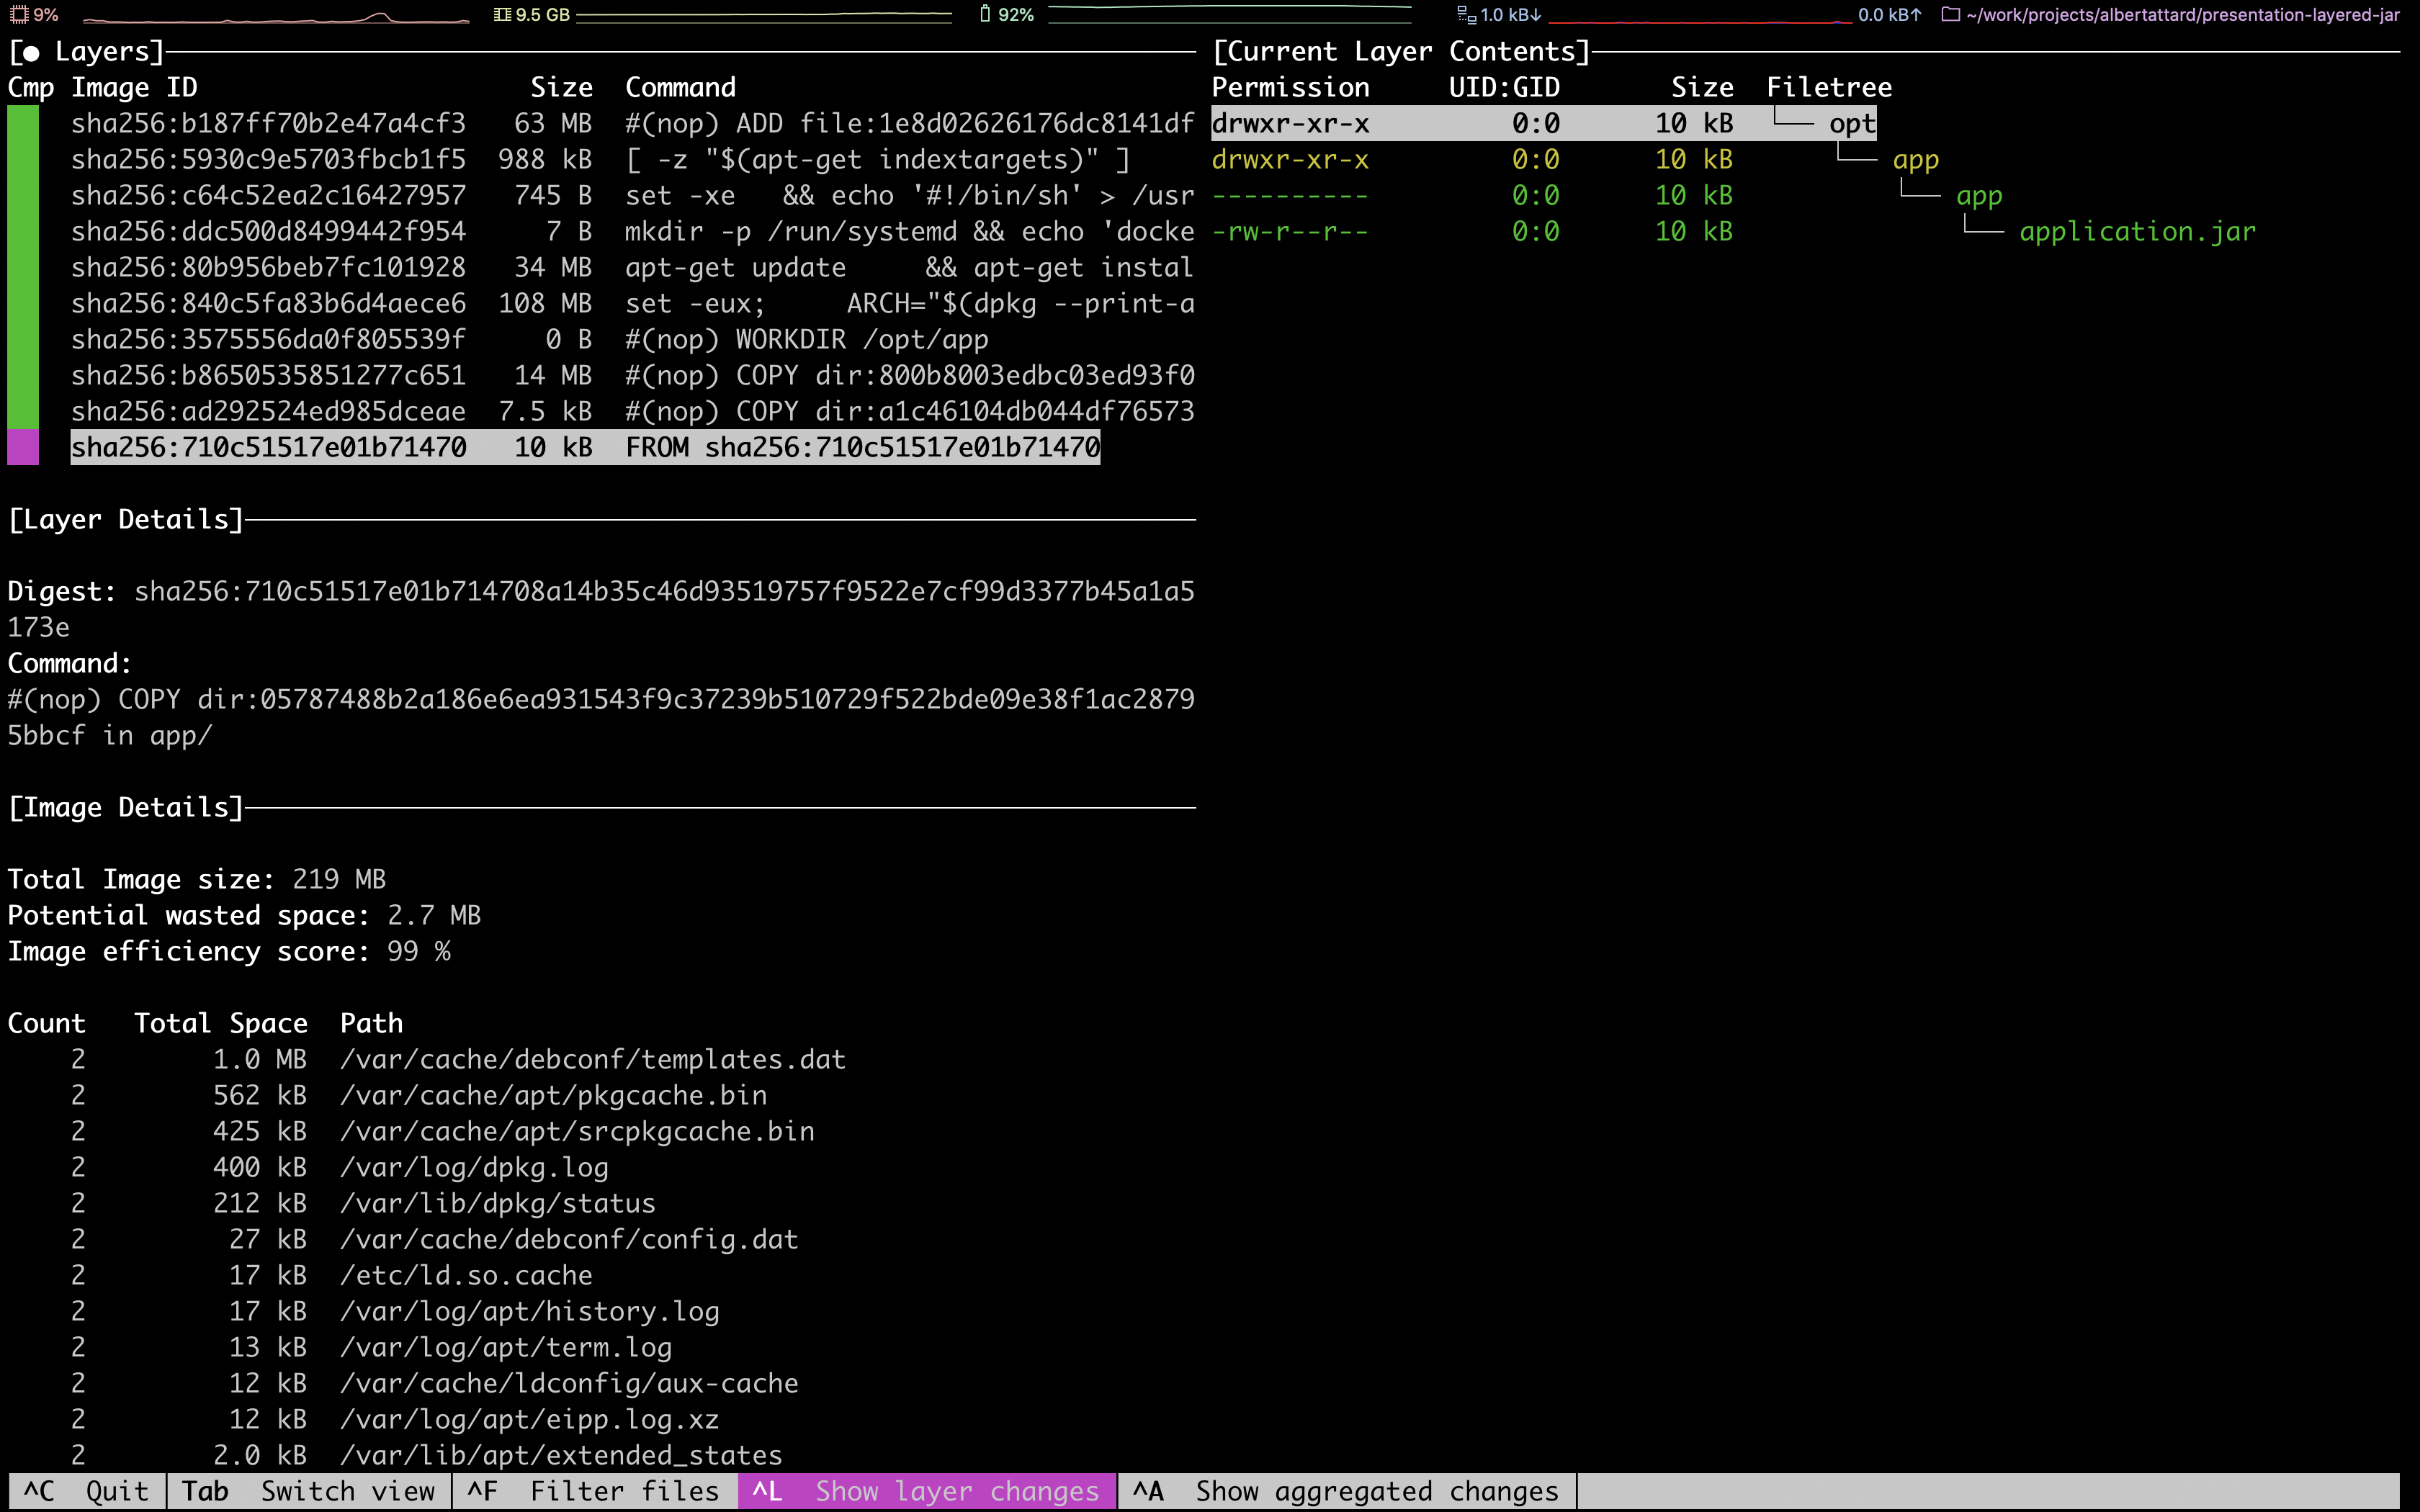 9% 9.5 GB 92% 1.0 kB↓ 0.0 kB↑ ~/work/projects/albertattard/presentation-layered-jar
[● Layers]
Cmp Image ID Size Command
sha256:b187ff70b2e47a4cf3 63 MB #(nop) ADD file:1e8d02626176dc8141df
sha256:5930c9e5703fbcb1f5 988 kB [ -z "$(apt-get indextargets)" ]
sha256:c64c52ea2c16427957 745 B set -xe && echo '#!/bin/sh' > /usr
sha256:ddc500d8499442f954 7 B mkdir -p /run/systemd && echo 'docke
sha256:80b956beb7fc101928 34 MB apt-get update && apt-get instal
sha256:840c5fa83b6d4aece6 108 MB set -eux; ARCH="$(dpkg --print-a
sha256:3575556da0f805539f 0 B #(nop) WORKDIR /opt/app
sha256:b8650535851277c651 14 MB #(nop) COPY dir:800b8003edbc03ed93f0
sha256:ad292524ed985dceae 7.5 kB #(nop) COPY dir:a1c46104db044df76573
sha256:710c51517e01b71470 10 kB FROM sha256:710c51517e01b71470
[Layer Details]
Digest: sha256:710c51517e01b714708a14b35c46d93519757f9522e7cf99d3377b45a1a5
173e
Command:
#(nop) COPY dir:05787488b2a186e6ea931543f9c37239b510729f522bde09e38f1ac2879
5bbcf in app/
[Image Details]
Total Image size: 219 MB
Potential wasted space: 2.7 MB
Image efficiency score: 99 %
Count Total Space Path
2 1.0 MB /var/cache/debconf/templates.dat
2 562 kB /var/cache/apt/pkgcache.bin
2 425 kB /var/cache/apt/srcpkgcache.bin
2 400 kB /var/log/dpkg.log
2 212 kB /var/lib/dpkg/status
2 27 kB /var/cache/debconf/config.dat
2 17 kB /etc/ld.so.cache
2 17 kB /var/log/apt/history.log
2 13 kB /var/log/apt/term.log
2 12 kB /var/cache/ldconfig/aux-cache
2 12 kB /var/log/apt/eipp.log.xz
2 2.0 kB /var/lib/apt/extended_states
[Current Layer Contents]
Permission UID:GID Size Filetree
drwxr-xr-x 0:0 10 kB └── opt
drwxr-xr-x 0:0 10 kB └── app
---------- 0:0 10 kB └── app
-rw-r--r-- 0:0 10 kB └── application.jar
^C Quit Tab Switch view ^F Filter files ^L Show layer changes ^A Show aggregated changes